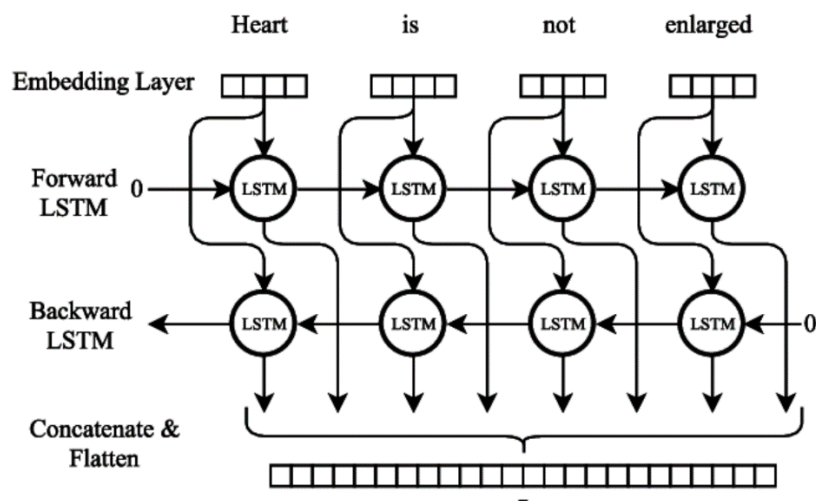 Heart is not enlarged
Embedding Layer
Forward
LSTM
0
LSTM
LSTM
LSTM
LSTM
Backward
LSTM
LSTM
LSTM
LSTM
LSTM
0
Concatenate &
Flatten